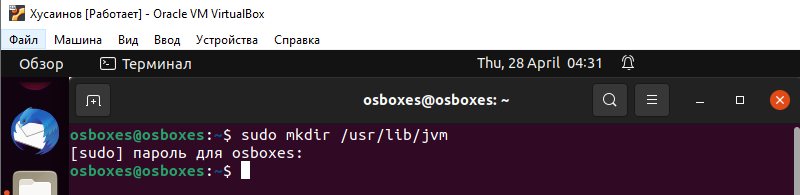 Хусаинов [Работает] - Oracle VM VirtualBox
Файл Машина Вид Ввод Устройства Справка
Обзор Терминал Thu, 28 April 04:31
osboxes@osboxes: ~
osboxes@osboxes:~$ sudo mkdir /usr/lib/jvm
[sudo] пароль для osboxes:
osboxes@osboxes:~$